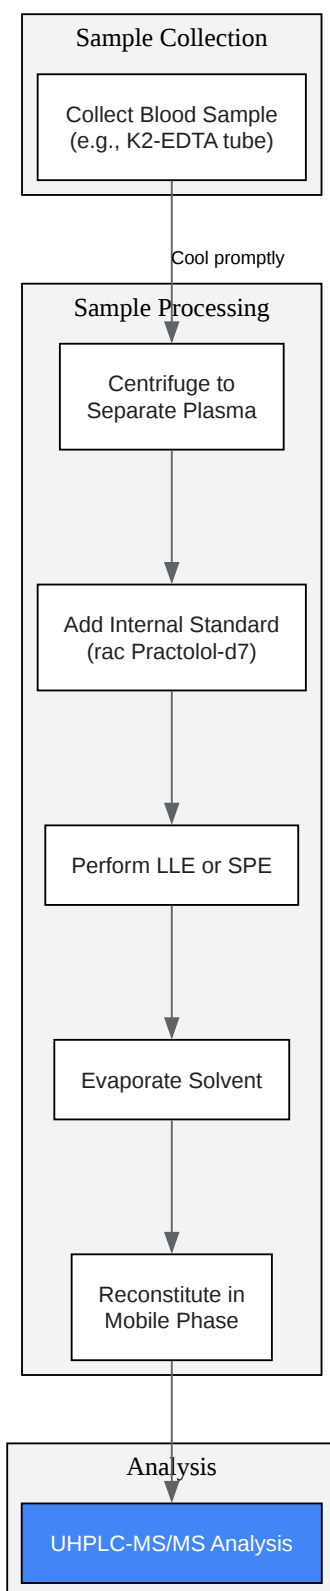 Sample Collection
Collect Blood Sample
(e.g., K2-EDTA tube)
Cool promptly
Sample Processing
Centrifuge to
Separate Plasma
Add Internal Standard
(rac Practolol-d7)
Perform LLE or SPE
Evaporate Solvent
Reconstitute in
Mobile Phase
Analysis
UHPLC-MS/MS Analysis